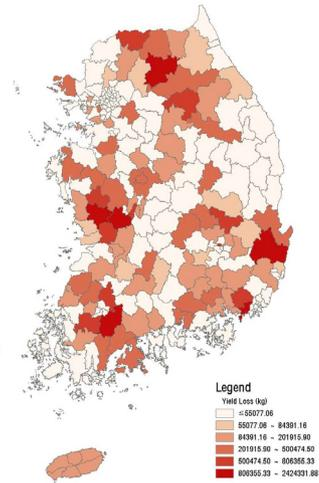 Legend
Yield Loss (kg)
≤55077.06
55077.06 ~ 84391.16
84391.16 ~ 201915.90
201915.90 ~ 500474.50
500474.50 ~ 806355.33
806355.33 ~ 2424331.88